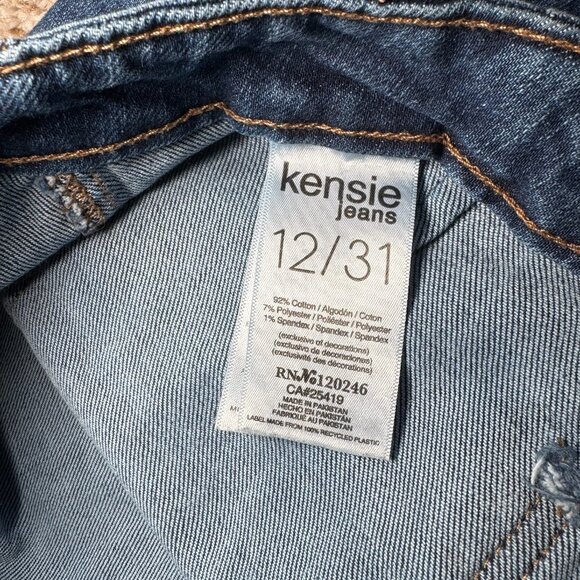 kensie
jeans
12/31
92% Cotton / Algodón / Coton
7% Polyester / Poliéster / Polyester
1% Spandex / Spandex / Spandex
(exclusive of decorations)
(exclusivo de decoraciones)
(exclusivité des décorations)
RN № 120246
CA#25419
MADE IN PAKISTAN
HECHO EN PAKISTÁN
FABRIQUÉ AU PAKISTAN
LABEL MADE FROM 100% RECYCLED PLASTIC